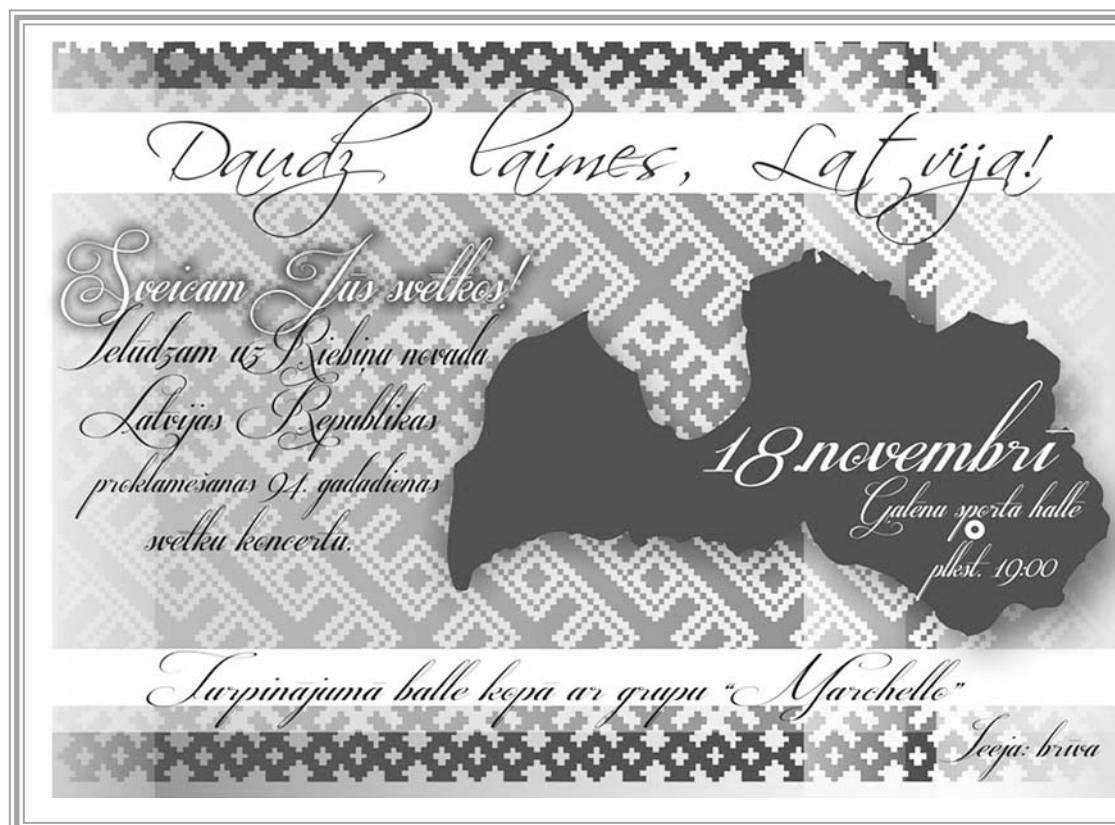 Daudz laimes, Latvija!
Sveicam Jūs svētkos!
Ielūdzam uz Riebiņu novada
Latvijas Republikas
proklamēšanas 94. gadadienas
svētku koncertu.
18.novembrī
Galēnu sporta hallē
plkst. 19:00
Turpinājumā balle kopā ar grupu "Marchello"
Ieeja: brīva